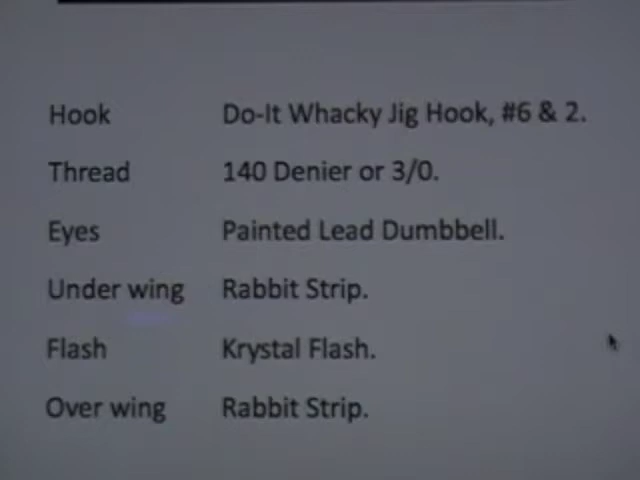 Hook Do-It Whacky Jig Hook, #6 & 2.
Thread 140 Denier or 3/0.
Eyes Painted Lead Dumbbell.
Under wing Rabbit Strip.
Flash Krystal Flash.
Over wing Rabbit Strip.